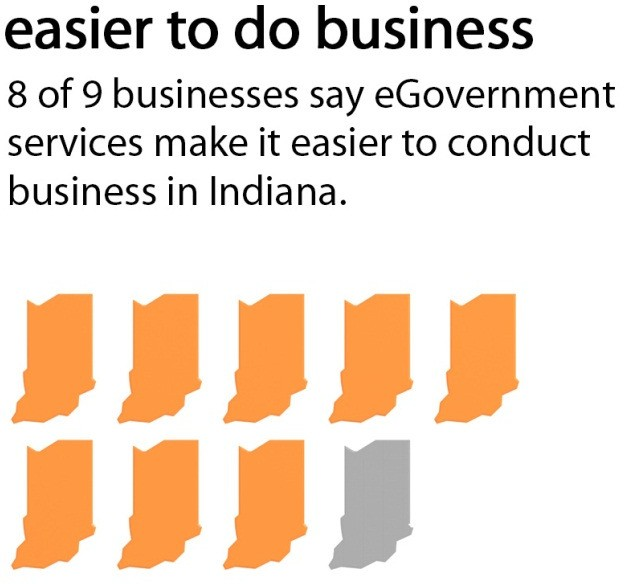 easier to do business
8 of 9 businesses say eGovernment
services make it easier to conduct
business in Indiana.